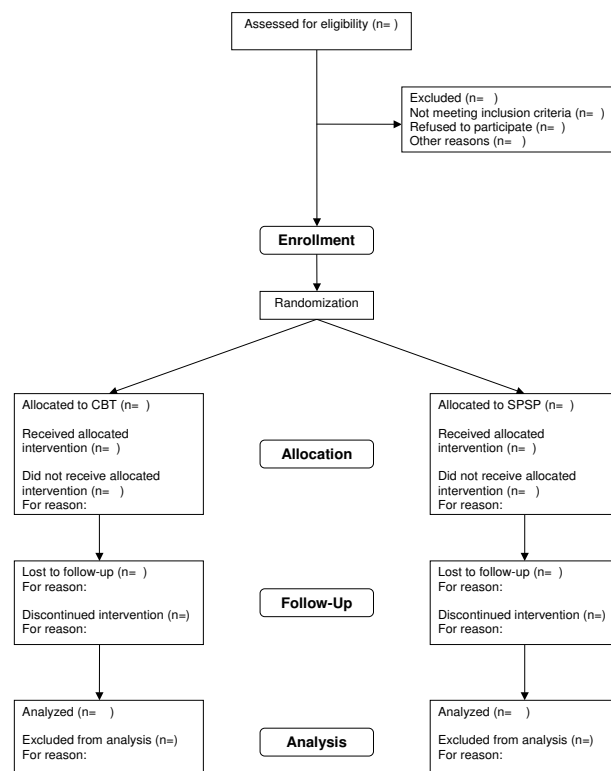 Assessed for eligibility (n= )
Excluded (n= )
Not meeting inclusion criteria (n= )
Refused to participate (n= )
Other reasons (n= )
Enrollment
Randomization
Allocated to CBT (n= )
Received allocated
intervention (n= )
Did not receive allocated
intervention (n= )
For reason:
Allocation
Allocated to SPSP (n= )
Received allocated
intervention (n= )
Did not receive allocated
intervention (n= )
For reason:
Lost to follow-up (n= )
For reason:
Discontinued intervention (n=)
For reason:
Follow-Up
Lost to follow-up (n= )
For reason:
Discontinued intervention (n=)
For reason:
Analyzed (n= )
Excluded from analysis (n=)
For reason:
Analysis
Analyzed (n= )
Excluded from analysis (n=)
For reason: